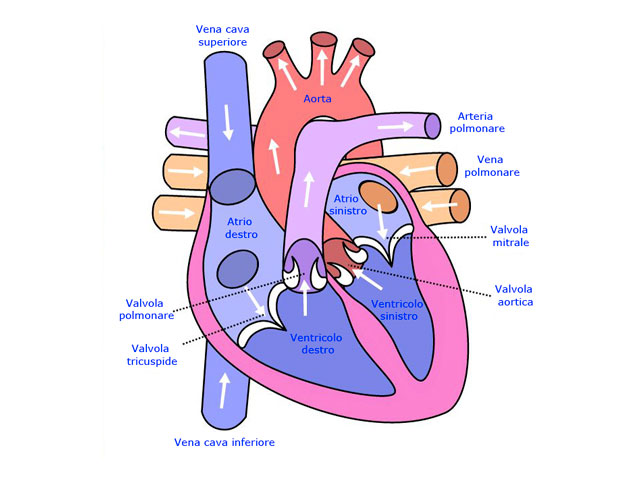 Vena cava
superiore
Aorta
Arteria
polmonare
Vena
polmonare
Atrio
sinistro
Atrio
destro
Valvola
mitrale
Valvola
aortica
Valvola
polmonare
Ventricolo
sinistro
Ventricolo
destro
Valvola
tricuspide
Vena cava inferiore